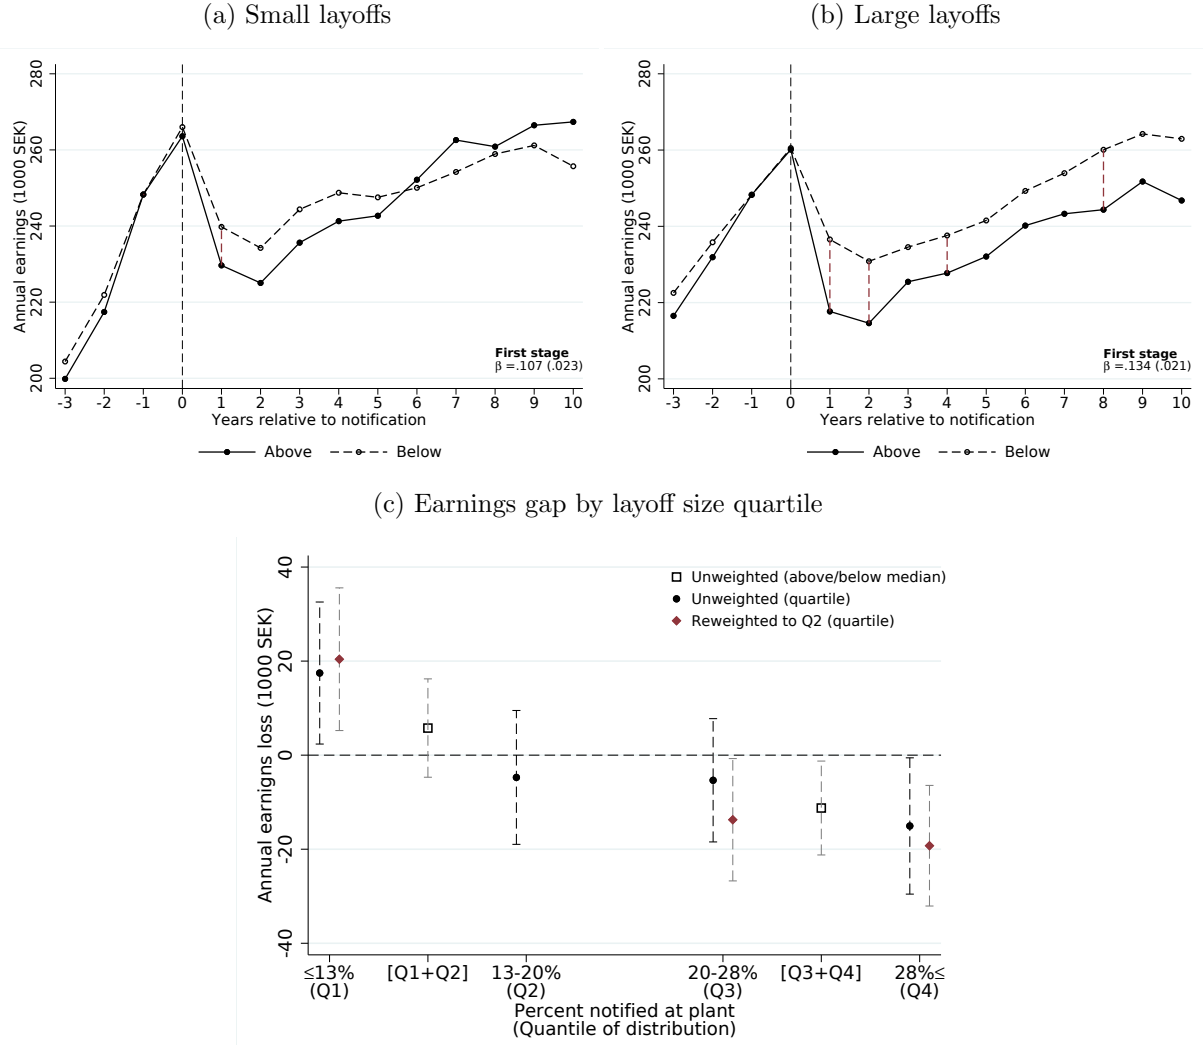 (a) Small layoffs
(b) Large layoffs
Annual earnings (1000 SEK)
280
260
240
220
200
First stage
β =.107 (.023)
-3 -2 -1 0 1 2 3 4 5 6 7 8 9 10
Years relative to notification
Above Below
Annual earnings (1000 SEK)
280
260
240
220
200
First stage
β =.134 (.021)
-3 -2 -1 0 1 2 3 4 5 6 7 8 9 10
Years relative to notification
Above Below
(c) Earnings gap by layoff size quartile
Annual earnigns loss (1000 SEK)
40
20
0
-20
-40
Unweighted (above/below median)
Unweighted (quartile)
Reweighted to Q2 (quartile)
≤13% [Q1+Q2] 13-20% 20-28% [Q3+Q4] 28%≤
(Q1) (Q2) (Q3) (Q4)
Percent notified at plant
(Quantile of distribution)